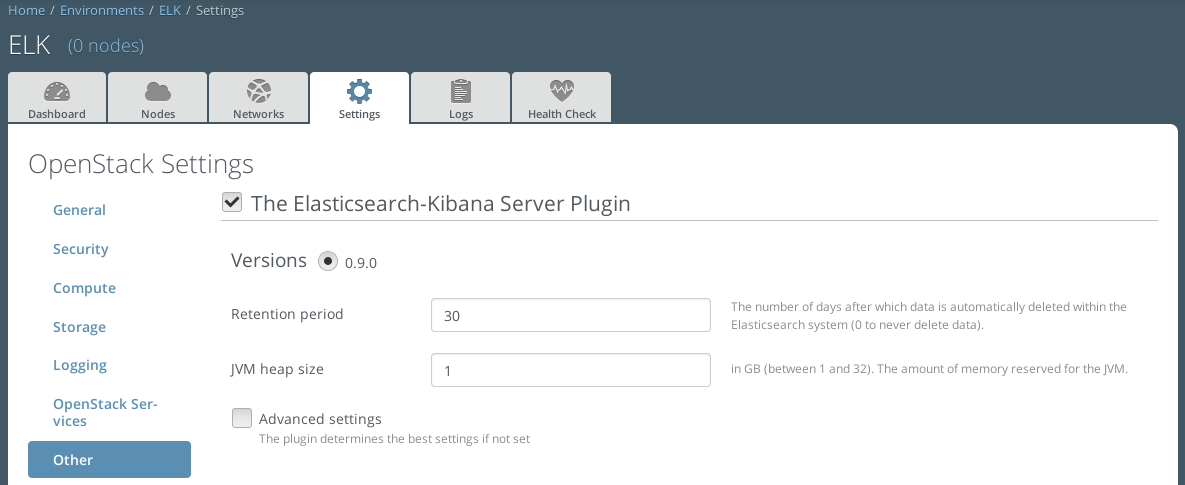 Home / Environments / ELK / Settings
ELK (0 nodes)
Dashboard Nodes Networks Settings Logs Health Check
OpenStack Settings
General
Security
Compute
Storage
Logging
OpenStack Ser-
vices
Other
The Elasticsearch-Kibana Server Plugin
Versions 0.9.0
Retention period 30 The number of days after which data is automatically deleted within the
Elasticsearch system (0 to never delete data).
JVM heap size 1 in GB (between 1 and 32). The amount of memory reserved for the JVM.
Advanced settings
The plugin determines the best settings if not set